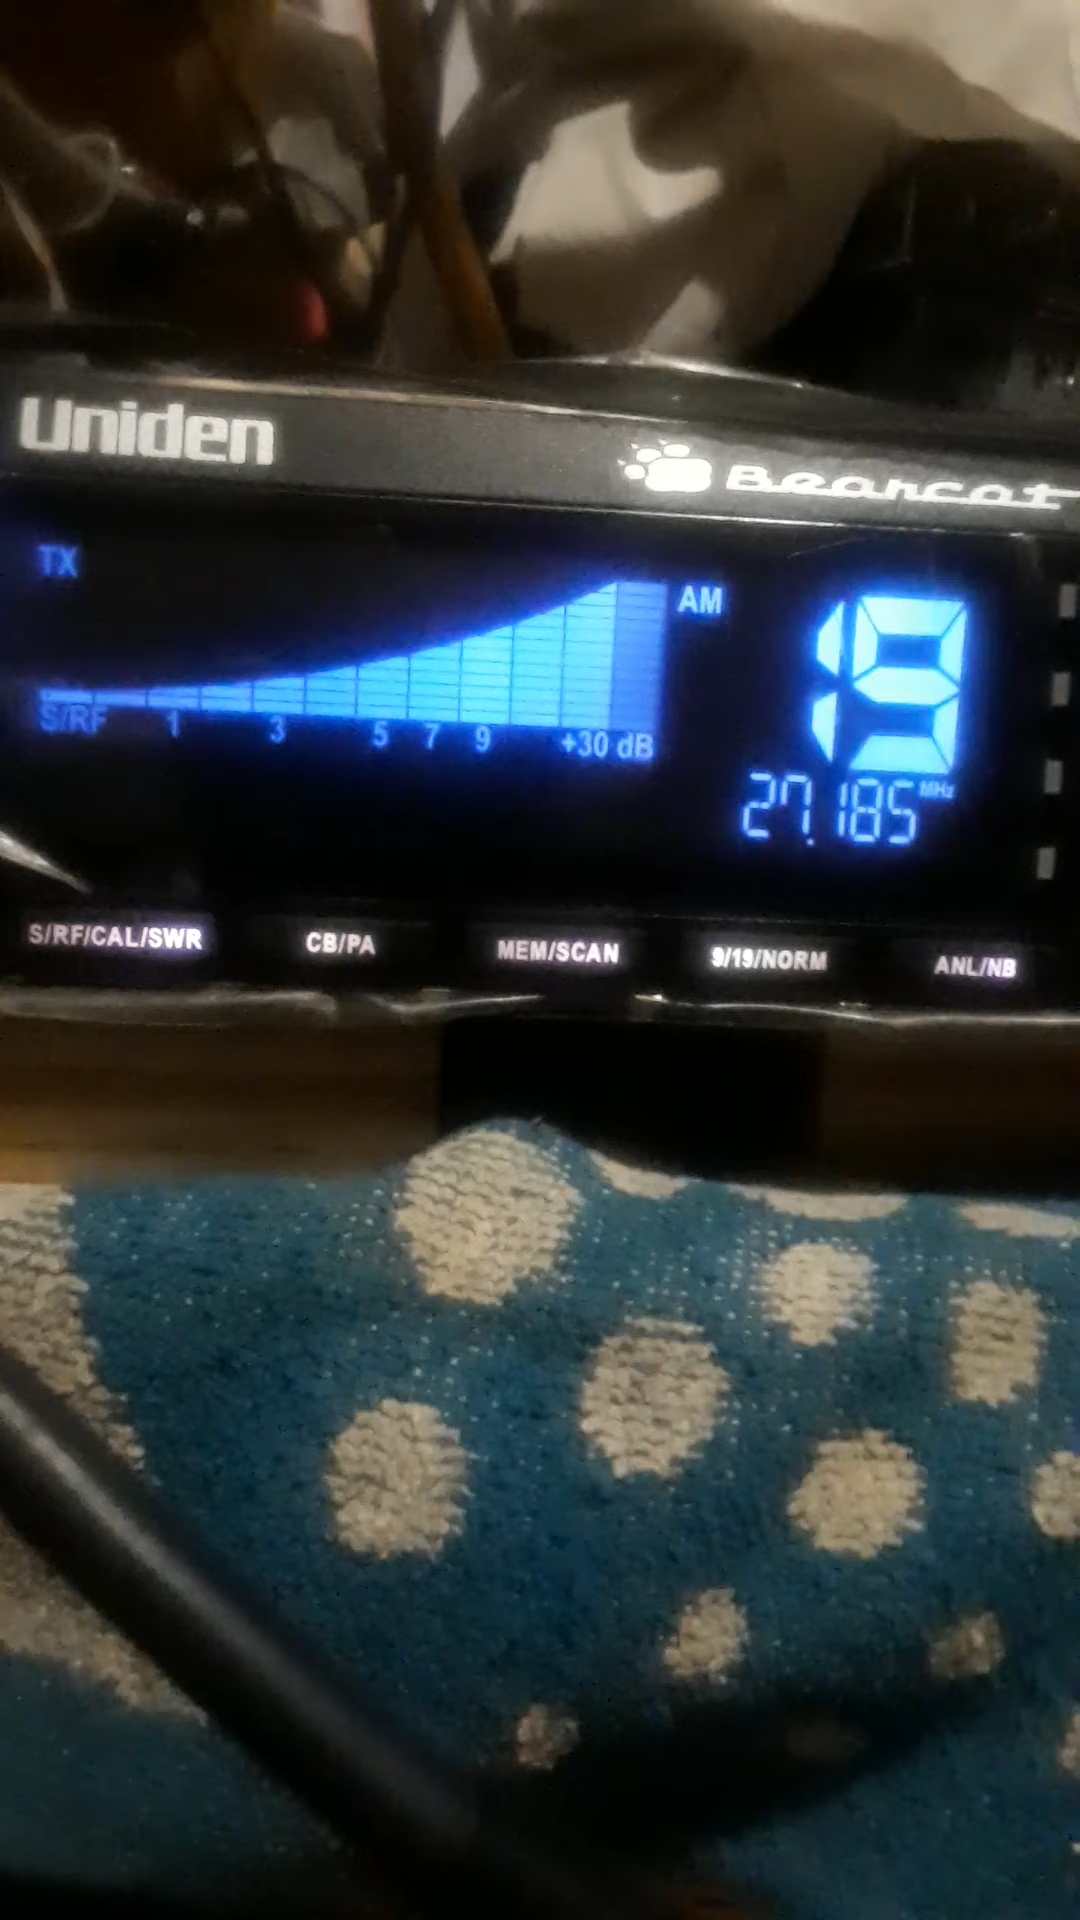 Uniden
Bearcat
TX
AM
19
S/RF 1 3 5 7 9 +30 dB
27.185 MHz
S/RF/CAL/SWR CB/PA MEM/SCAN 9/19/NORM ANL/NB